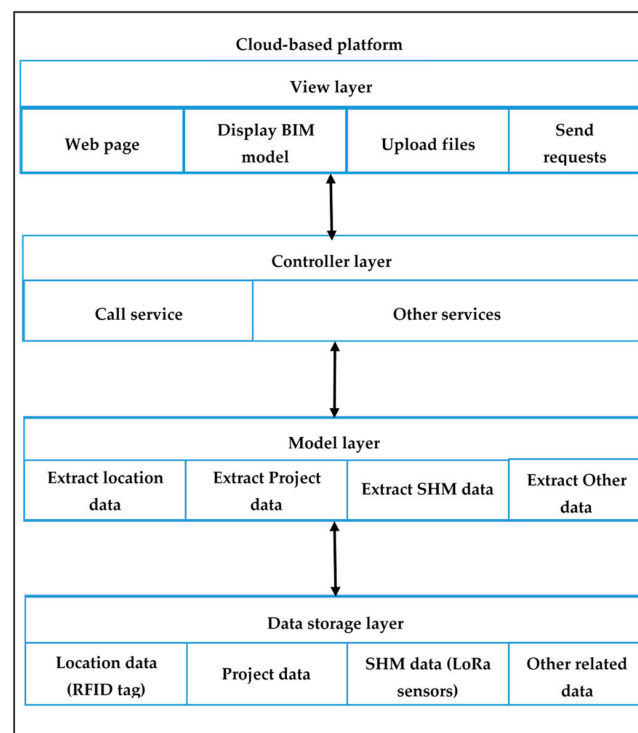 Cloud-based platform
View layer
Web page
Display BIM
model
Upload files
Send
requests
Controller layer
Call service
Other services
Model layer
Extract location
data
Extract Project
data
Extract SHM data
Extract Other
data
Data storage layer
Location data
(RFID tag)
Project data
SHM data (LoRa
sensors)
Other related
data